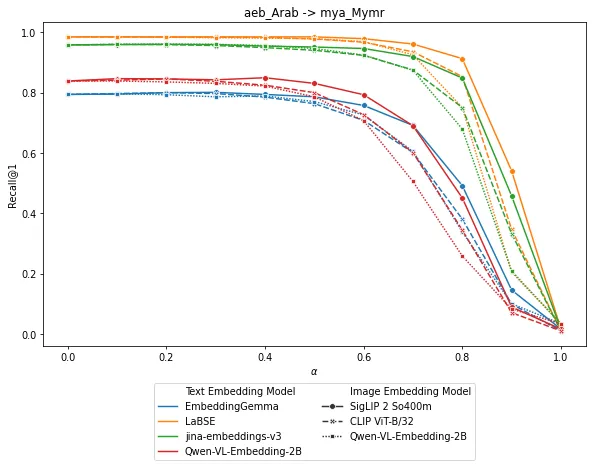 aeb_Arab -> mya_Mymr
1.0
0.8
0.6
0.4
0.2
0.0
Recall@1
0.0 0.2 0.4 0.6 0.8 1.0
α
Text Embedding Model Image Embedding Model
EmbeddingGemma SigLIP 2 So400m
LaBSE CLIP ViT-B/32
jina-embeddings-v3 Qwen-VL-Embedding-2B
Qwen-VL-Embedding-2B